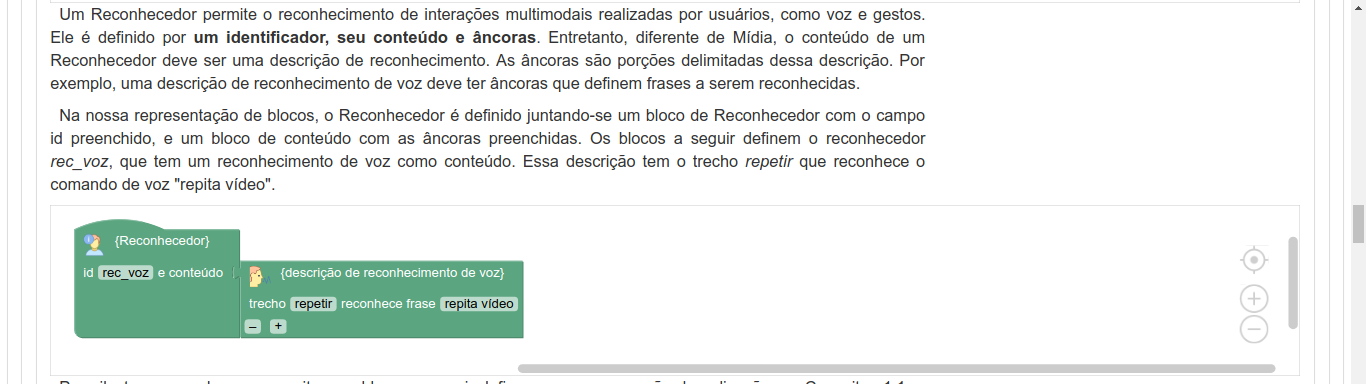 Um Reconhecedor permite o reconhecimento de interações multimodais realizadas por usuários, como voz e gestos.
Ele é definido por um identificador, seu conteúdo e âncoras. Entretanto, diferente de Mídia, o conteúdo de um
Reconhecedor deve ser uma descrição de reconhecimento. As âncoras são porções delimitadas dessa descrição. Por
exemplo, uma descrição de reconhecimento de voz deve ter âncoras que definem frases a serem reconhecidas.
Na nossa representação de blocos, o Reconhecedor é definido juntando-se um bloco de Reconhecedor com o campo
id preenchido, e um bloco de conteúdo com as âncoras preenchidas. Os blocos a seguir definem o reconhecedor
rec_voz, que tem um reconhecimento de voz como conteúdo. Essa descrição tem o trecho repetir que reconhece o
comando de voz "repita vídeo".
{Reconhecedor}
id rec_voz e conteúdo
{descrição de reconhecimento de voz}
trecho repetir reconhece frase repita vídeo
– +